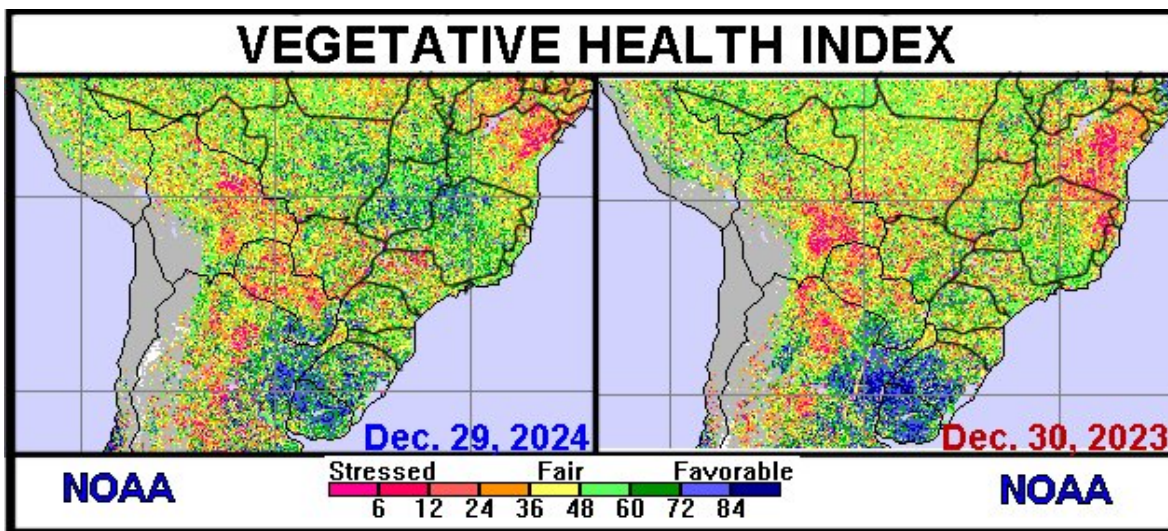 VEGETATIVE HEALTH INDEX
Dec. 29, 2024
Dec. 30, 2023
NOAA
Stressed Fair Favorable
6 12 24 36 48 60 72 84
NOAA